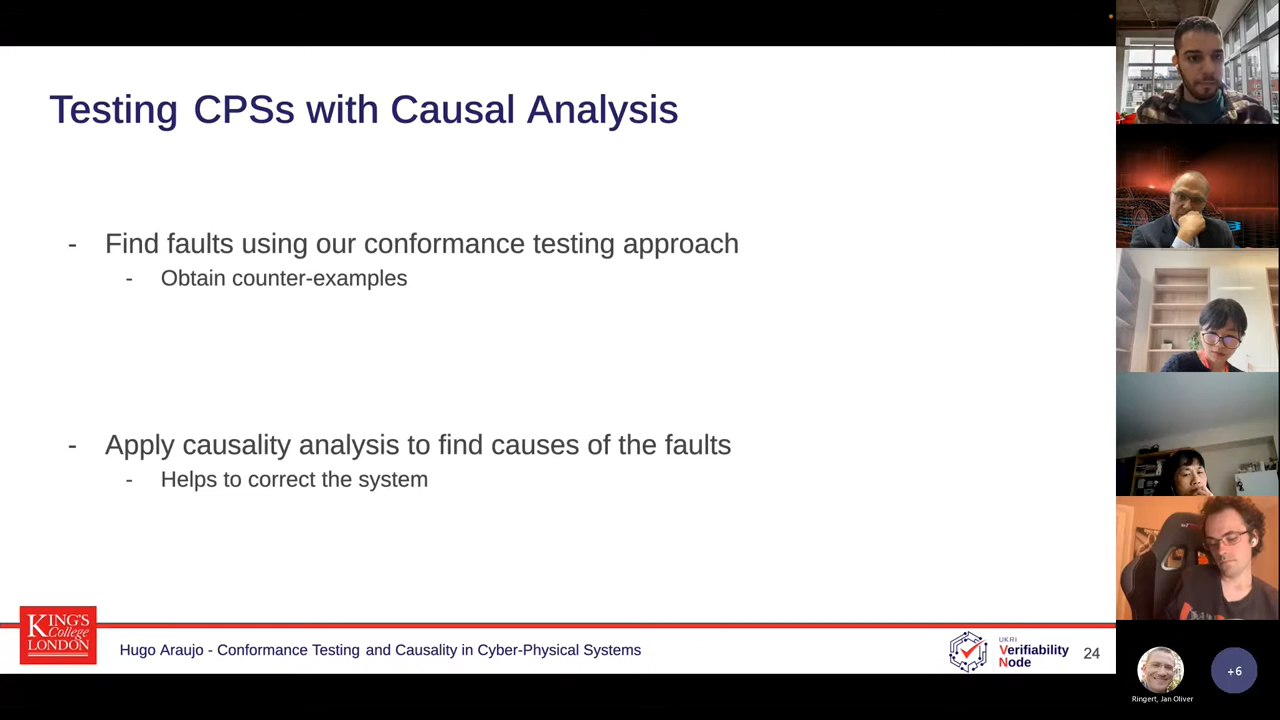 Testing CPSs with Causal Analysis
- Find faults using our conformance testing approach
- Obtain counter-examples
- Apply causality analysis to find causes of the faults
- Helps to correct the system
KING'S
College
LONDON
Hugo Araujo - Conformance Testing and Causality in Cyber-Physical Systems
UKRI
Verifiability
Node
24
+6
Ringert, Jan Oliver